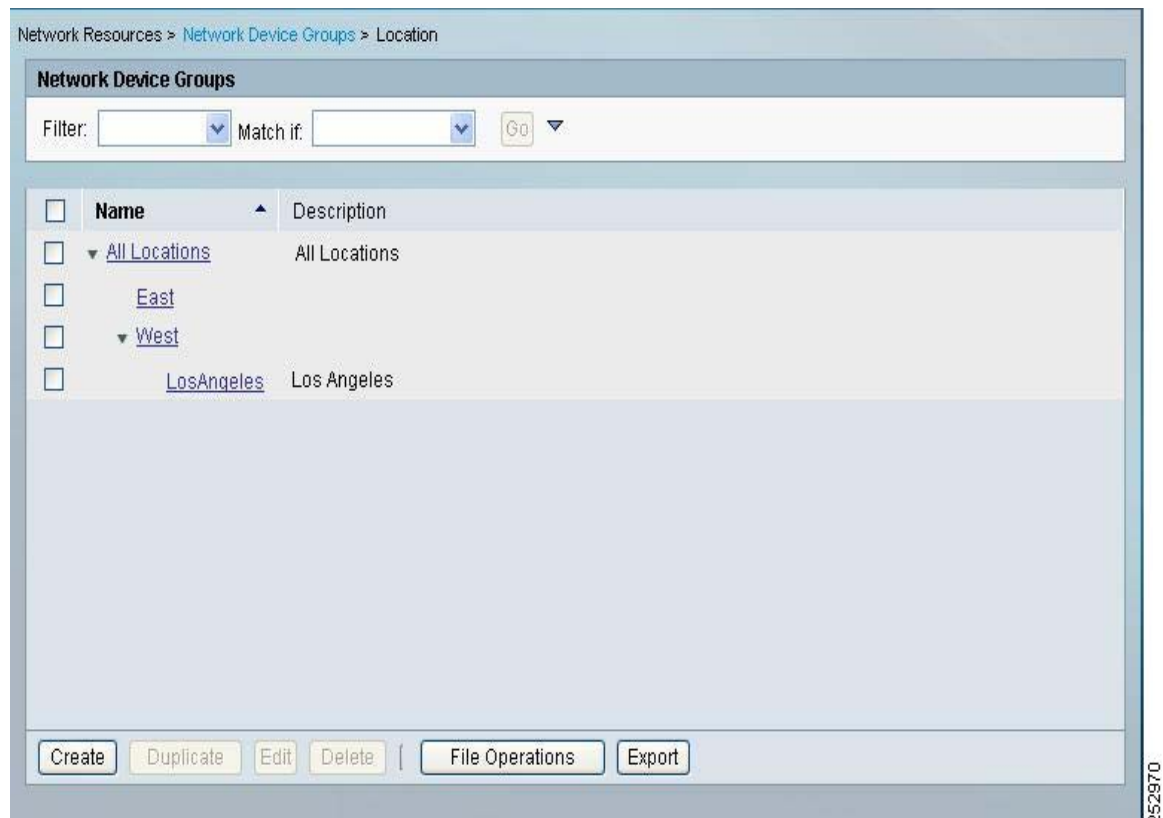 Network Resources > Network Device Groups > Location
Network Device Groups
Filter: Match if: Go
Name Description
All Locations All Locations
East
West
LosAngeles Los Angeles
Create Duplicate Edit Delete | File Operations Export
252970